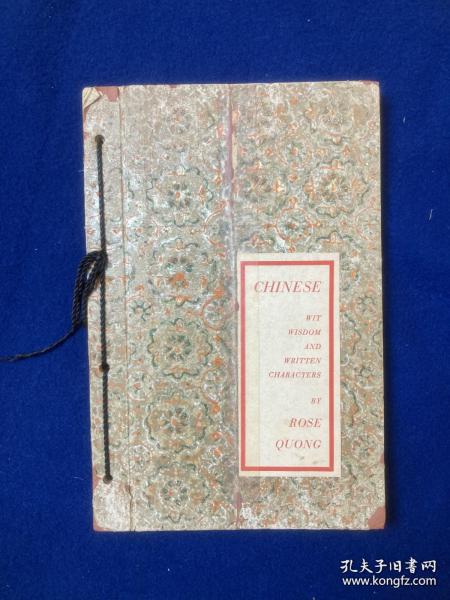 CHINESE
WIT
WISDOM
AND
WRITTEN
CHARACTERS
BY
ROSE
QUONG
孔夫子旧书网
www.kongfz.com